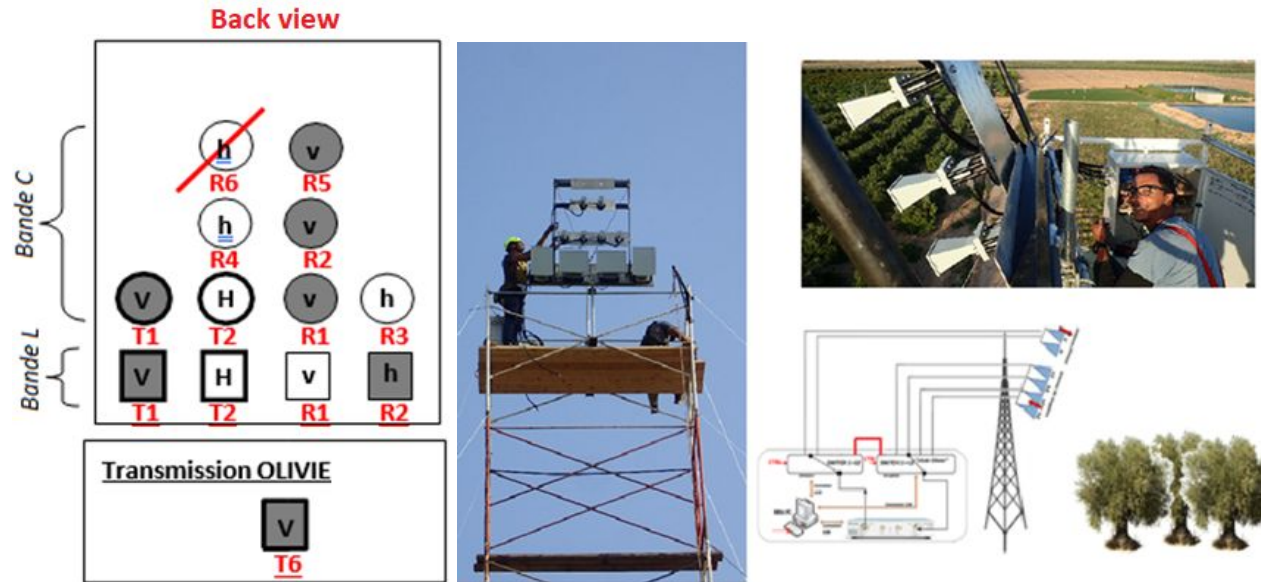 Back view
Bande C
h
v
R6
R5
h
v
R4
R2
V
H
v
h
T1
T2
R1
R3
Bande L
V
H
v
h
T1
T2
R1
R2
Transmission OLIVIE
V
T6